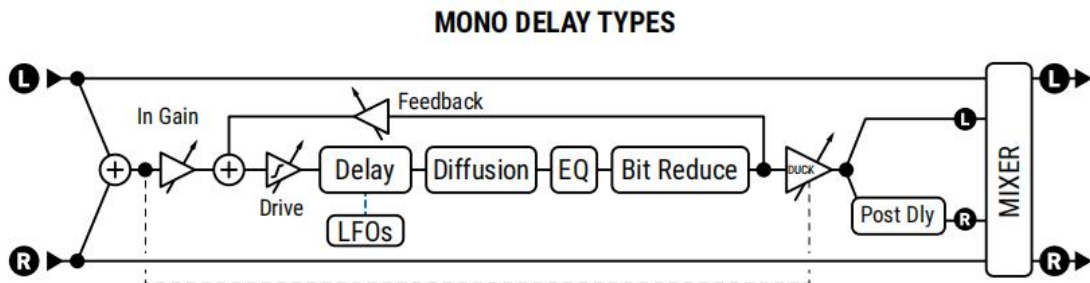 MONO DELAY TYPES
L
L
Feedback
In Gain
L
Delay
Diffusion
EQ
Bit Reduce
DUCK
MIXER
Drive
Post Dly
R
LFOs
R
R